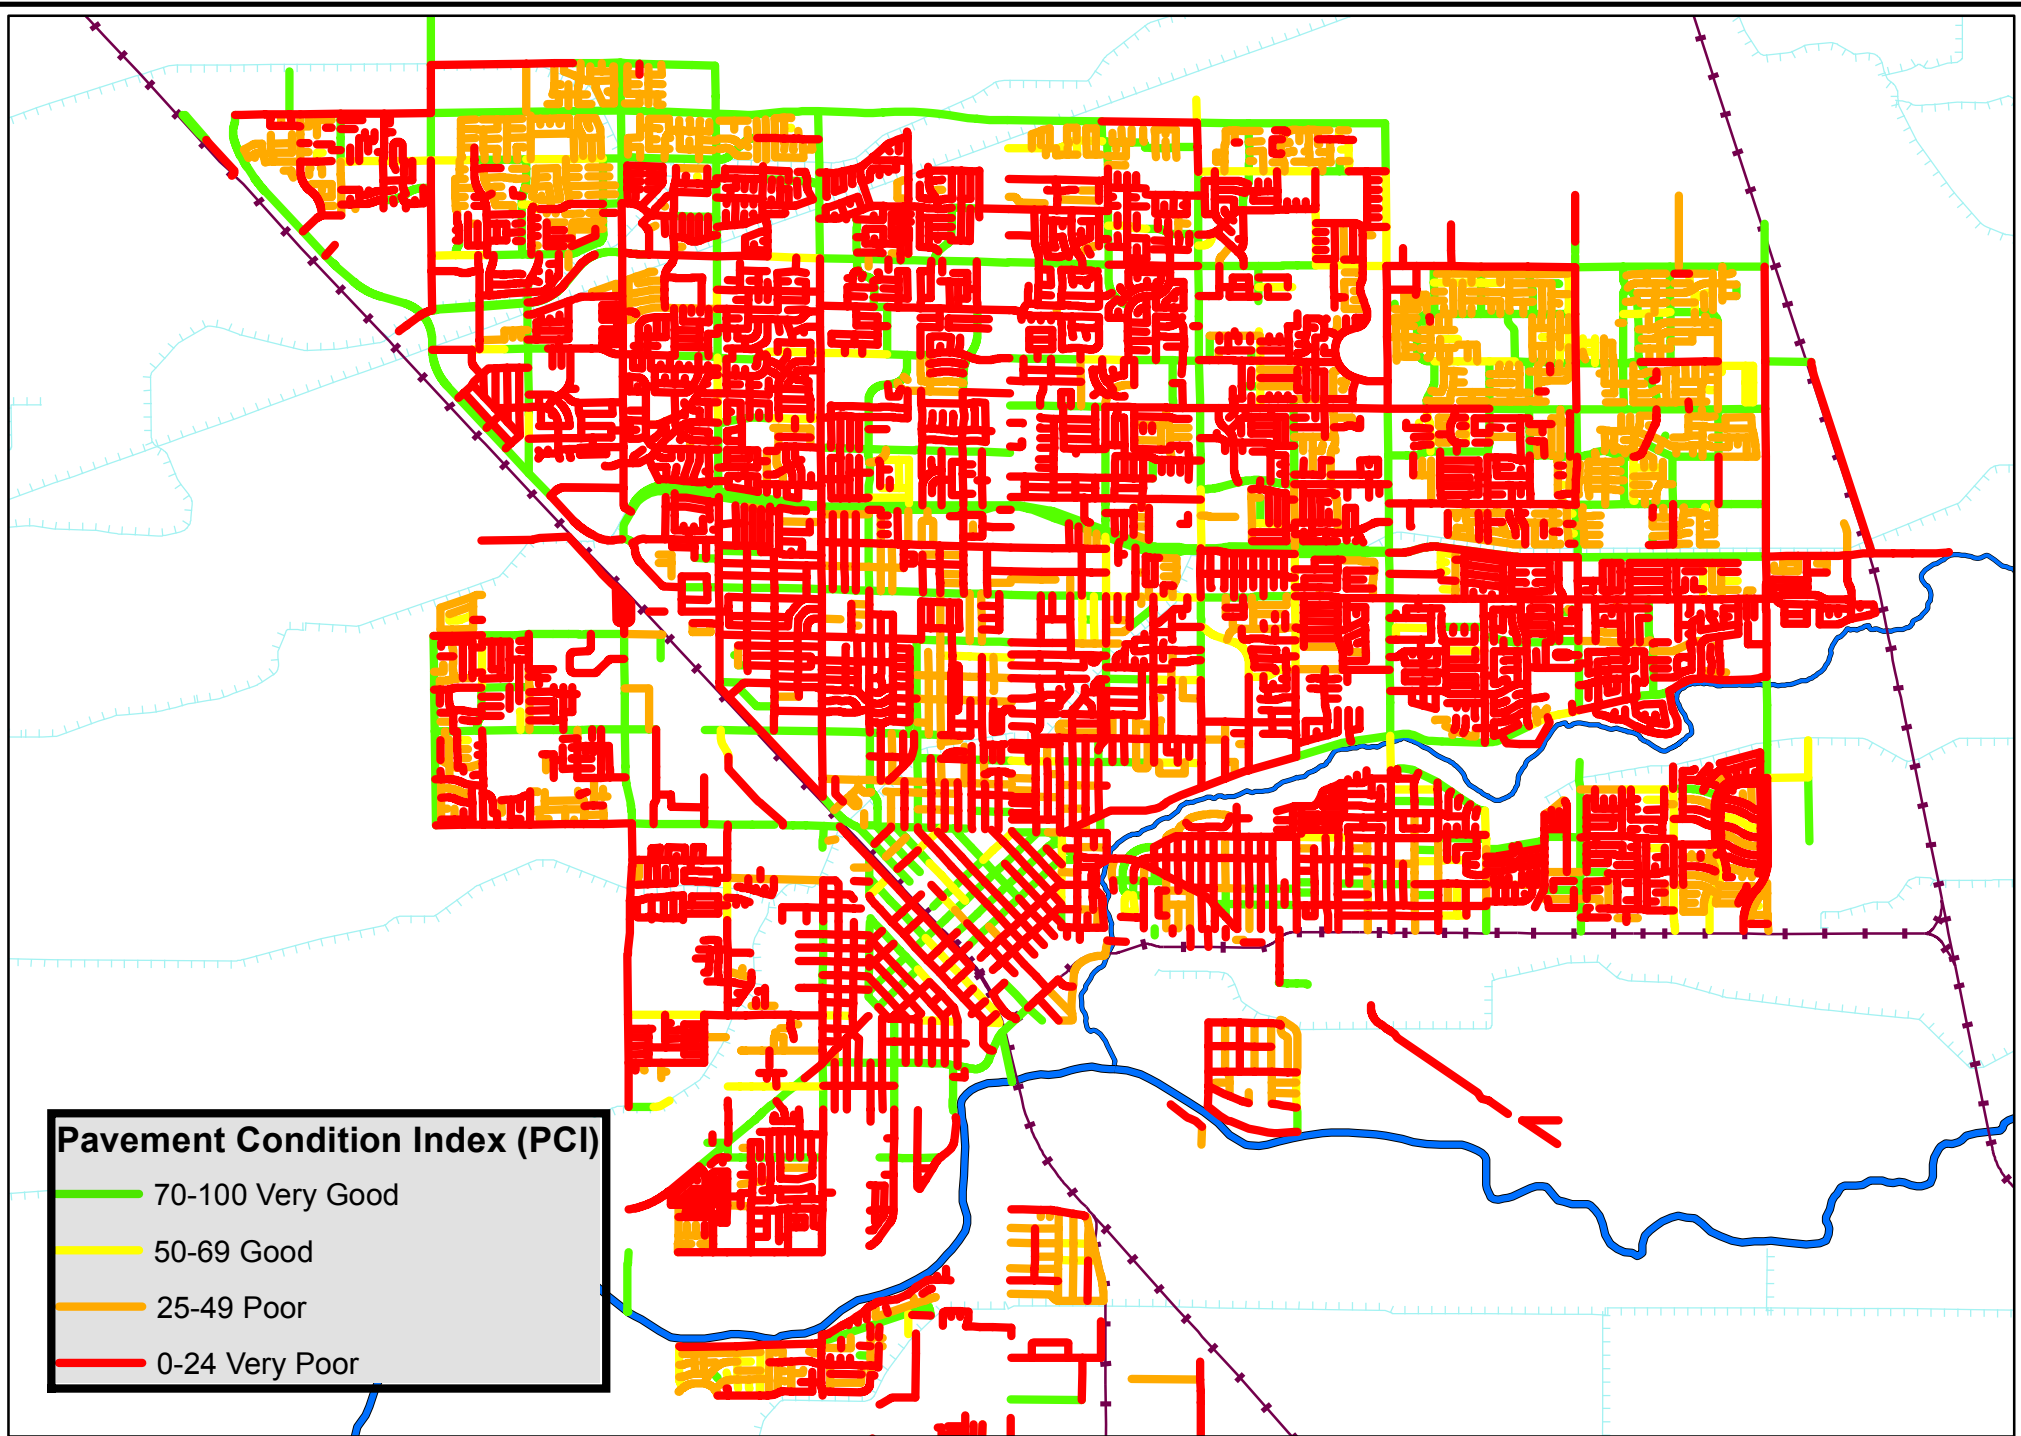 Pavement Condition Index (PCI)
70-100 Very Good
50-69 Good
25-49 Poor
0-24 Very Poor